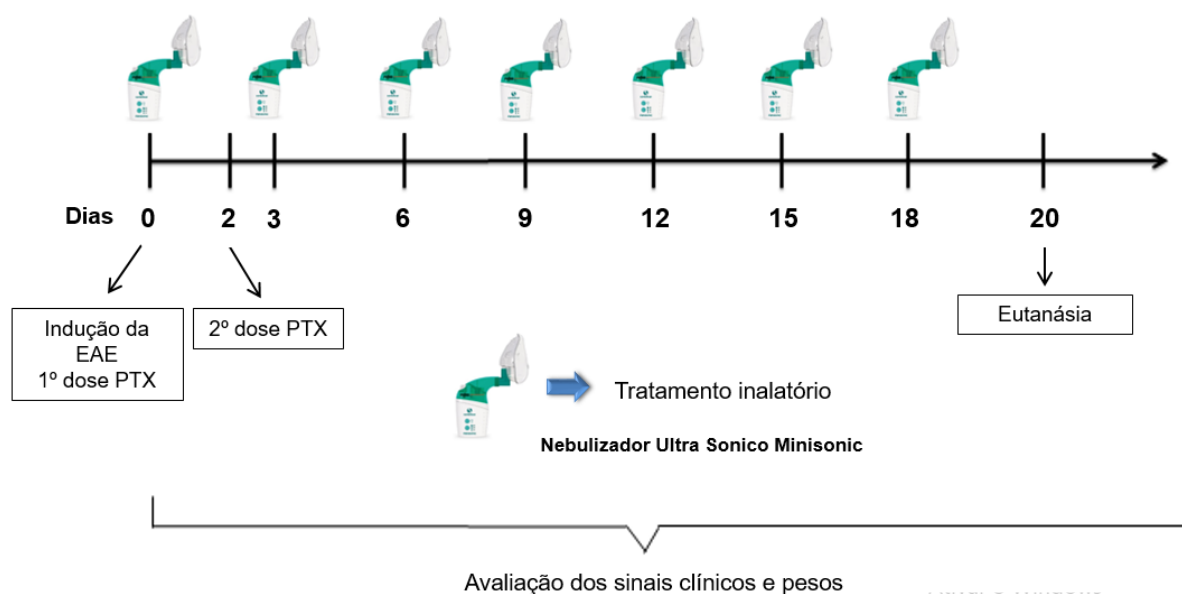 Dias 0 2 3 6 9 12 15 18 20
Indução da
EAE
1º dose PTX
2º dose PTX
Eutanásia
Tratamento inalatório
Nebulizador Ultra Sonico Minisonic
Avaliação dos sinais clínicos e pesos